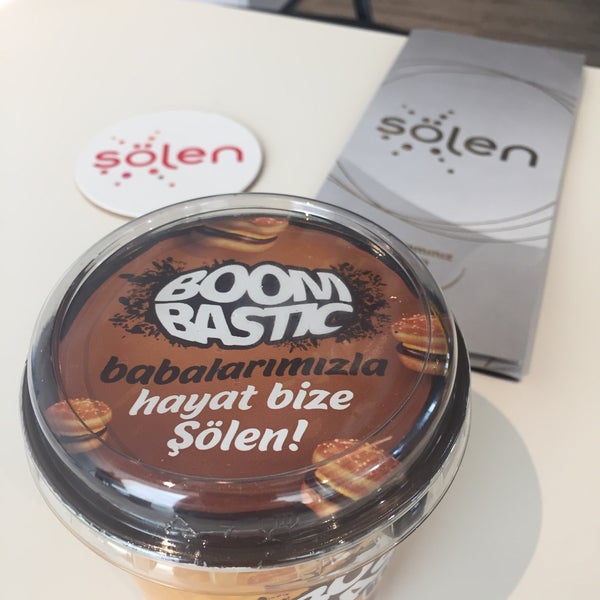 şölen
şölen
BOOM
BASTIC
babalarımızla
hayat bize
Şölen!